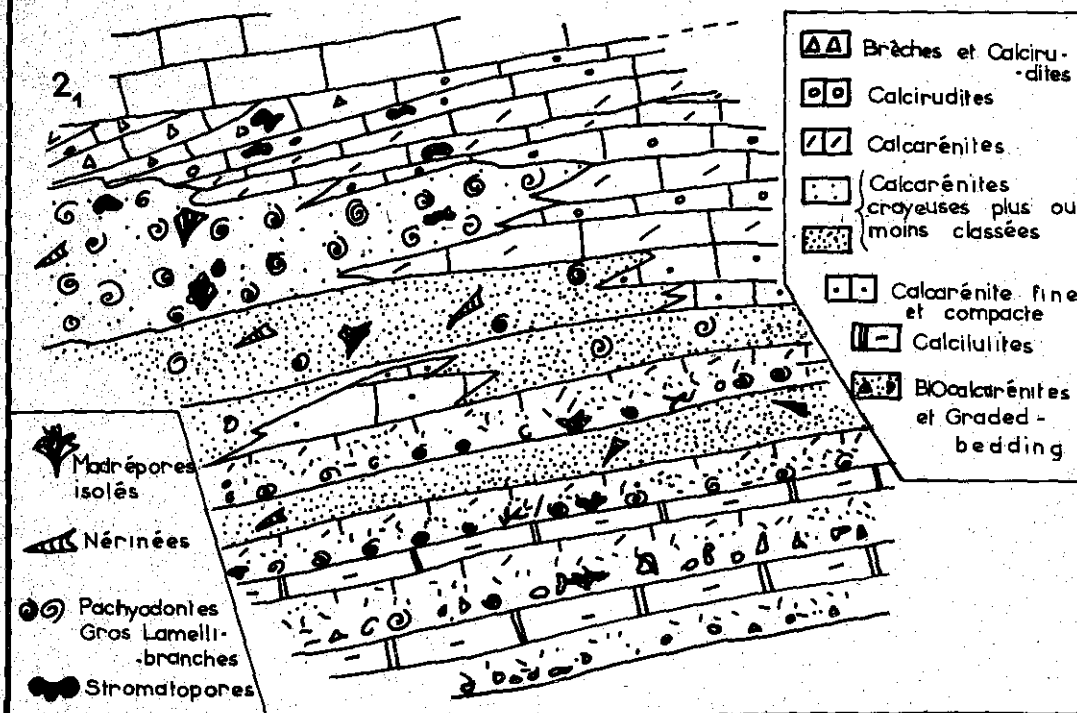 2₁
Brèches et Calciru-
-dites
Calcirudites
Calcarénites
Calcarénites
crayeuses plus ou
moins classées
Calcarénite fine
et compacte
Calcilulites
BIOcalcarénites
et Graded-
bedding
Madrépores
isolés
Nérinées
Pachyodontes
Gros Lamelli-
-branches
Stromatopores